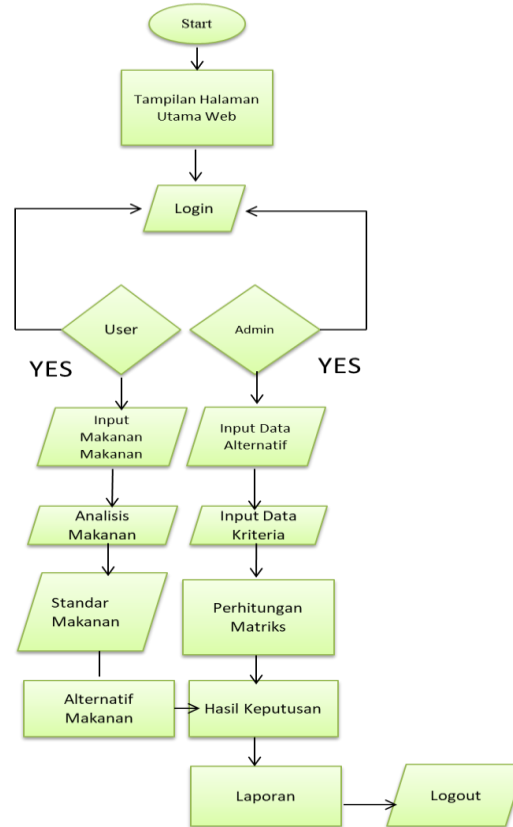 Start
Tampilan Halaman
Utama Web
Login
User
Admin
YES
YES
Input
Makanan
Makanan
Input Data
Alternatif
Analisis
Makanan
Input Data
Kriteria
Standar
Makanan
Perhitungan
Matriks
Alternatif
Makanan
Hasil Keputusan
Laporan
Logout